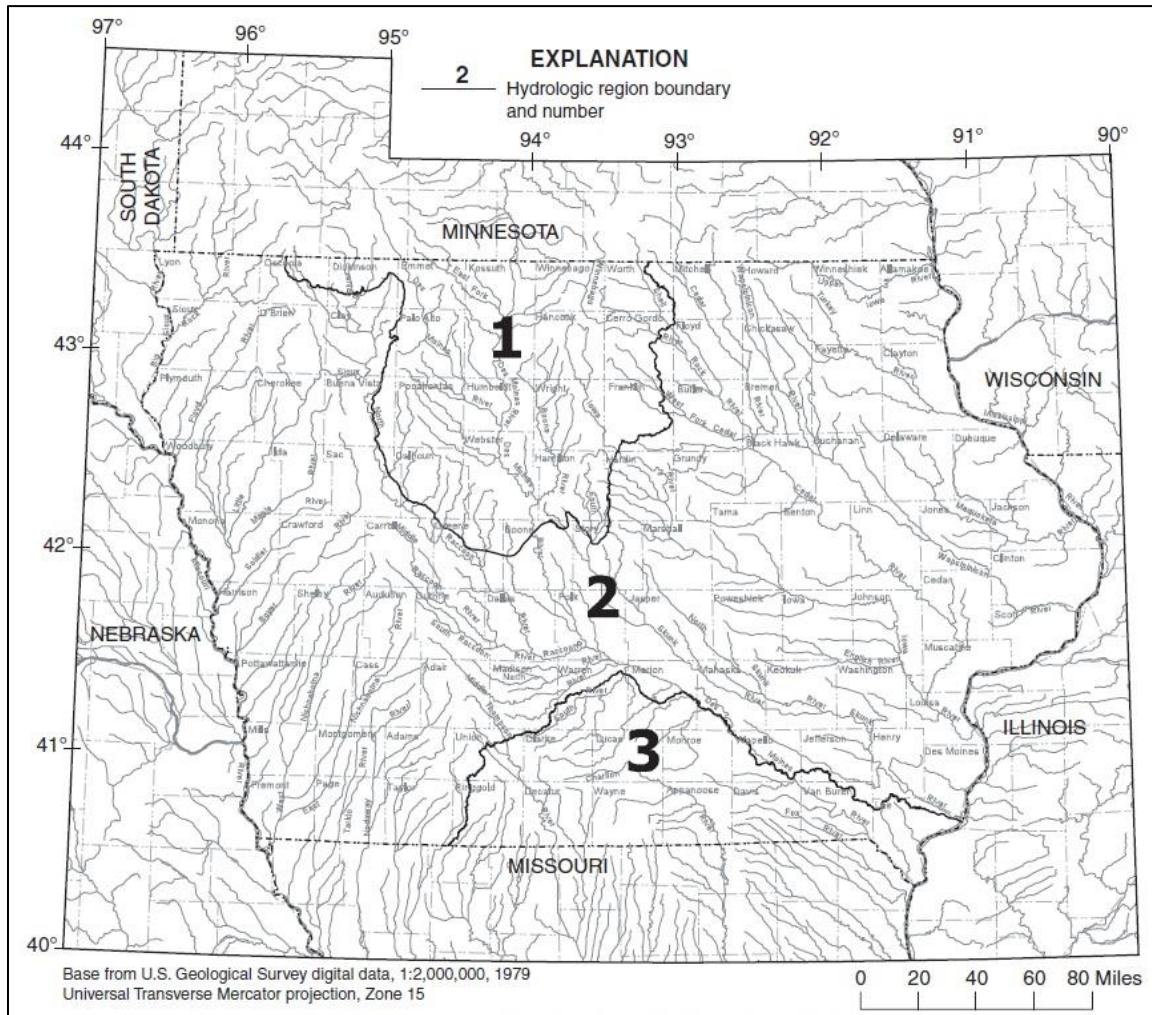 97° 96° 95°
EXPLANATION
2
Hydrologic region boundary
and number
94° 93° 92° 91° 90°
44°
SOUTH
DAKOTA
MINNESOTA
Lyon Osceola Dickinson Emmet Kossuth Winnebago Worth Mitchell Howard Winneshiek Allamakee
Sioux O'Brien Clay Palo Alto Hancock Cerro Gordo Floyd Chickasaw
Fayette Clayton
43°
1
WISCONSIN
Plymouth Cherokee Buena Vista Pocahontas Humboldt Wright Franklin Butler Bremer
Woodbury Ida Sac Calhoun Webster Hamilton Hardin Grundy Black Hawk Buchanan Delaware Dubuque
Monona Crawford Carroll Greene Boone Story Marshall Tama Benton Linn Jones Jackson
42°
Clinton
Cedar
Harrison Shelby Audubon Guthrie Dallas Polk Jasper Poweshiek Iowa Johnson
Scott
2
NEBRASKA
Muscatine
Pottawattamie Cass Adair Madison Warren Marion Mahaska Keokuk Washington
Louisa
ILLINOIS
41°
Mills Montgomery Adams Union Clarke Lucas Monroe Wapello Jefferson Henry
Des Moines
3
Fremont Page Taylor Ringgold Decatur Wayne Appanoose Davis Van Buren
MISSOURI
40°
Base from U.S. Geological Survey digital data, 1:2,000,000, 1979
Universal Transverse Mercator projection, Zone 15
0 20 40 60 80 Miles